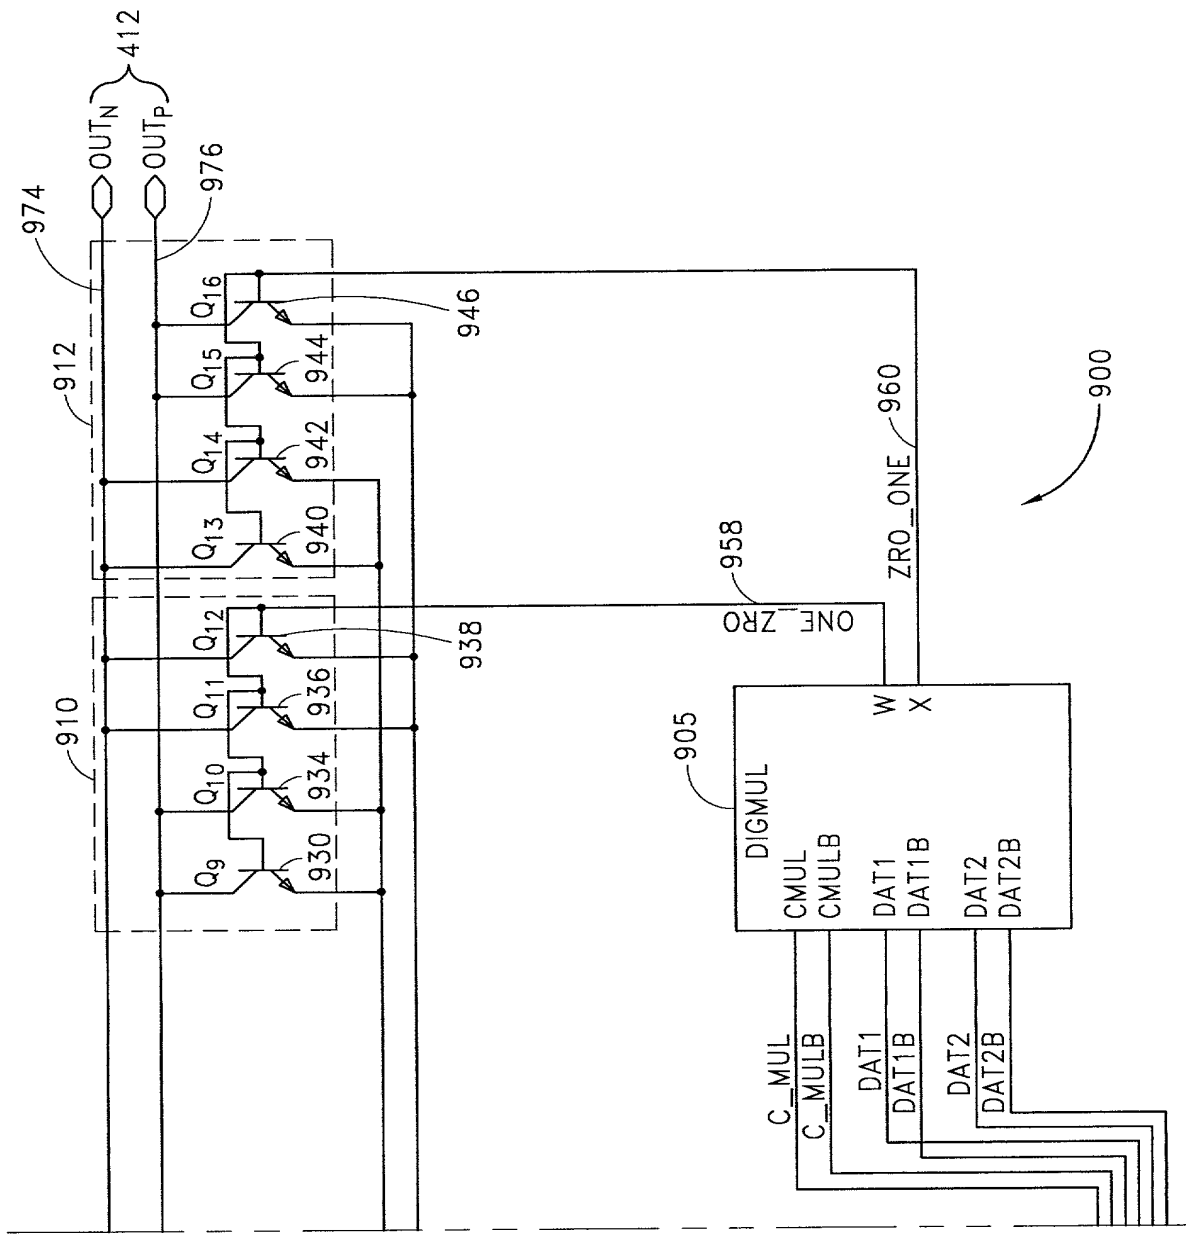 412
OUTN
OUTP
974
976
912
Q13
Q14
Q15
Q16
940
942
944
946
910
Q9
Q10
Q11
Q12
930
934
936
938
958
ONE_ZRO
960
ZRO_ONE
900
905
DIGMUL
CMUL
CMULB
DAT1
DAT1B
DAT2
DAT2B
W
X
C_MUL
C_MULB
DAT1
DAT1B
DAT2
DAT2B